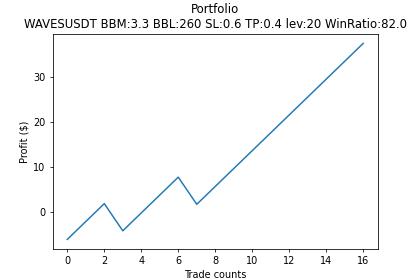 Portfolio
WAVESUSDT BBM:3.3 BBL:260 SL:0.6 TP:0.4 lev:20 WinRatio:82.0
Profit ($)
30
20
10
0
0 2 4 6 8 10 12 14 16
Trade counts